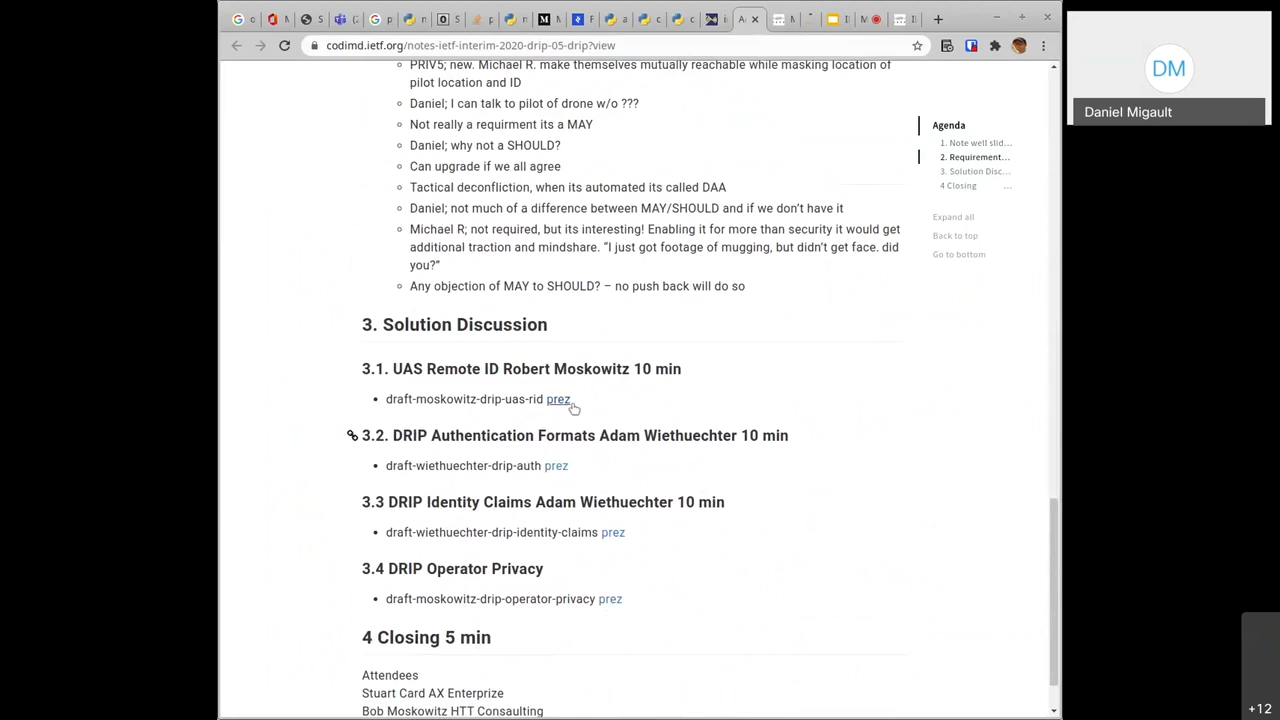 codimd.ietf.org/notes-ietf-interim-2020-drip-05-drip?view
PRIV5; new. Michael R. make themselves mutually reachable while masking location of
pilot location and ID
Daniel; I can talk to pilot of drone w/o ???
Not really a requirment its a MAY
Daniel; why not a SHOULD?
Can upgrade if we all agree
Tactical deconfliction, when its automated its called DAA
Daniel; not much of a difference between MAY/SHOULD and if we don’t have it
Michael R; not required, but its interesting! Enabling it for more than security it would get
additional traction and mindshare. “I just got footage of mugging, but didn’t get face. did
you?”
Any objection of MAY to SHOULD? – no push back will do so
3. Solution Discussion
3.1. UAS Remote ID Robert Moskowitz 10 min
draft-moskowitz-drip-uas-rid prez
3.2. DRIP Authentication Formats Adam Wiethuechter 10 min
draft-wiethuechter-drip-auth prez
3.3 DRIP Identity Claims Adam Wiethuechter 10 min
draft-wiethuechter-drip-identity-claims prez
3.4 DRIP Operator Privacy
draft-moskowitz-drip-operator-privacy prez
4 Closing 5 min
Attendees
Stuart Card AX Enterprize
Bob Moskowitz HTT Consaulting
Agenda
1. Note well slid...
2. Requirement...
3. Solution Disc...
4 Closing ...
Expand all
Back to top
Go to bottom
DM
Daniel Migault
+12